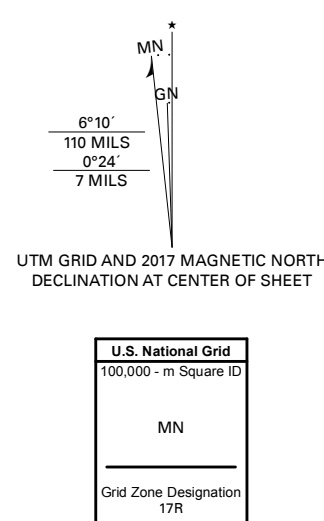 ★
MN
GN
6°10´
110 MILS
0°24´
7 MILS
UTM GRID AND 2017 MAGNETIC NORTH
DECLINATION AT CENTER OF SHEET
U.S. National Grid
100,000 - m Square ID
MN
Grid Zone Designation
17R